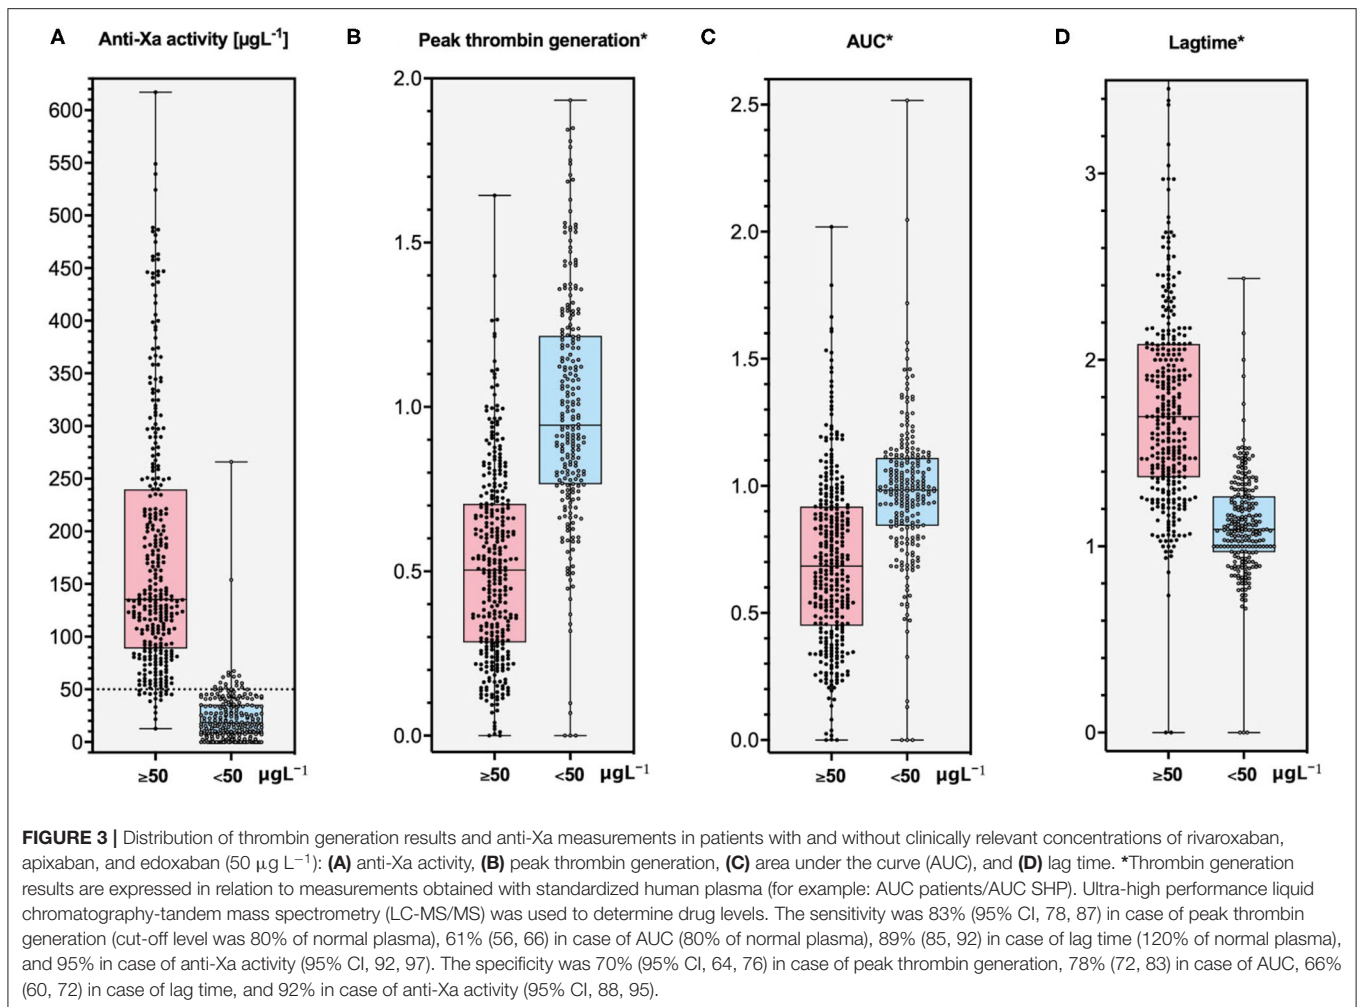 A Anti-Xa activity [µgL⁻¹]
B Peak thrombin generation*
C AUC*
D Lagtime*
600
550
500
450
400
350
300
250
200
150
100
50
0
≥50 <50 µgL⁻¹
2.0
1.5
1.0
0.5
0.0
≥50 <50 µgL⁻¹
2.5
2.0
1.5
1.0
0.5
0.0
≥50 <50 µgL⁻¹
3
2
1
0
≥50 <50 µgL⁻¹
FIGURE 3 | Distribution of thrombin generation results and anti-Xa measurements in patients with and without clinically relevant concentrations of rivaroxaban,
apixaban, and edoxaban (50 µg L⁻¹): (A) anti-Xa activity, (B) peak thrombin generation, (C) area under the curve (AUC), and (D) lag time. *Thrombin generation
results are expressed in relation to measurements obtained with standardized human plasma (for example: AUC patients/AUC SHP). Ultra-high performance liquid
chromatography-tandem mass spectrometry (LC-MS/MS) was used to determine drug levels. The sensitivity was 83% (95% CI, 78, 87) in case of peak thrombin
generation (cut-off level was 80% of normal plasma), 61% (56, 66) in case of AUC (80% of normal plasma), 89% (85, 92) in case of lag time (120% of normal plasma),
and 95% in case of anti-Xa activity (95% CI, 92, 97). The specificity was 70% (95% CI, 64, 76) in case of peak thrombin generation, 78% (72, 83) in case of AUC, 66%
(60, 72) in case of lag time, and 92% in case of anti-Xa activity (95% CI, 88, 95).